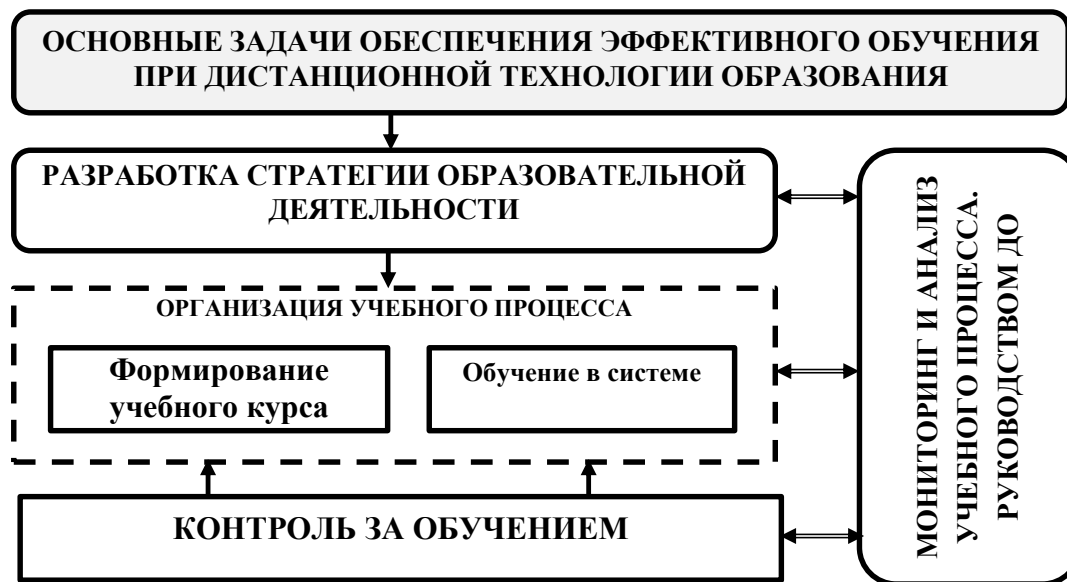 ОСНОВНЫЕ ЗАДАЧИ ОБЕСПЕЧЕНИЯ ЭФФЕКТИВНОГО ОБУЧЕНИЯ
ПРИ ДИСТАНЦИОННОЙ ТЕХНОЛОГИИ ОБРАЗОВАНИЯ
РАЗРАБОТКА СТРАТЕГИИ ОБРАЗОВАТЕЛЬНОЙ
ДЕЯТЕЛЬНОСТИ
ОРГАНИЗАЦИЯ УЧЕБНОГО ПРОЦЕССА
Формирование
учебного курса
Обучение в системе
КОНТРОЛЬ ЗА ОБУЧЕНИЕМ
МОНИТОРИНГ И АНАЛИЗ
УЧЕБНОГО ПРОЦЕССА.
РУКОВОДСТВОМ ДО